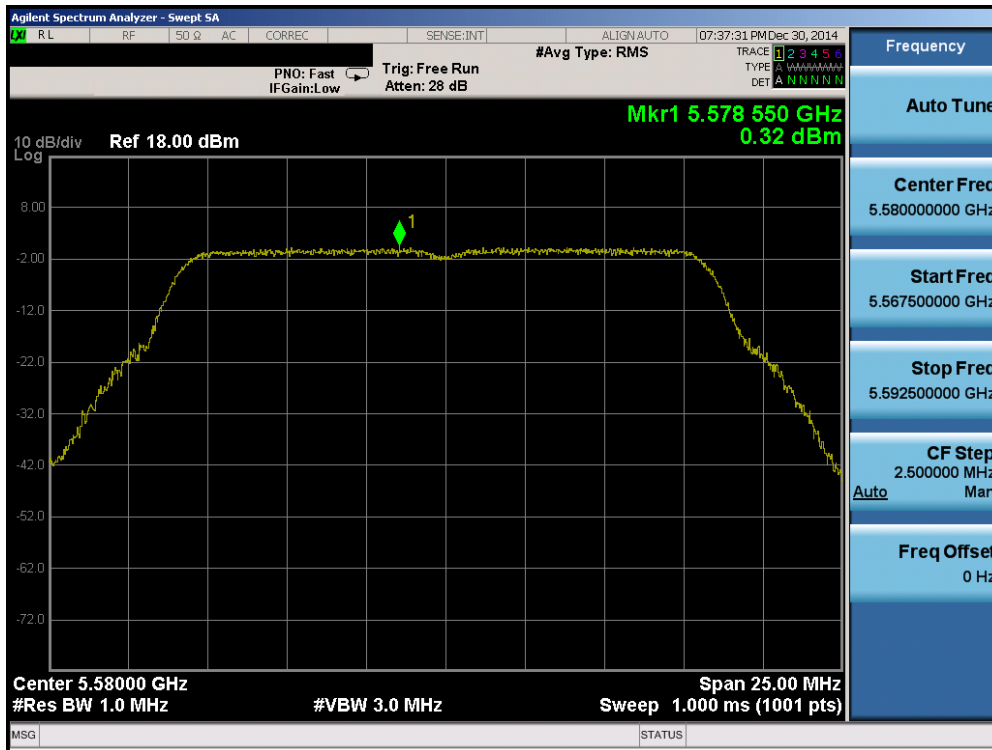 Agilent Spectrum Analyzer - Swept SA
LXI RL RF 50 Ω AC CORREC SENSE:INT ALIGN AUTO 07:37:31 PM Dec 30, 2014
#Avg Type: RMS
TRACE 1 2 3 4 5 6
PNO: Fast
IFGain:Low
Trig: Free Run
Atten: 28 dB
TYPE A WWWWW
DET A N N N N N
Mkr1 5.578 550 GHz
0.32 dBm
10 dB/div Ref 18.00 dBm
Log
1
8.00
-2.00
-12.0
-22.0
-32.0
-42.0
-52.0
-62.0
-72.0
Center 5.58000 GHz Span 25.00 MHz
#Res BW 1.0 MHz #VBW 3.0 MHz Sweep 1.000 ms (1001 pts)
MSG STATUS
Frequency
Auto Tune
Center Freq
5.580000000 GHz
Start Freq
5.567500000 GHz
Stop Freq
5.592500000 GHz
CF Step
2.500000 MHz
Auto Man
Freq Offset
0 Hz